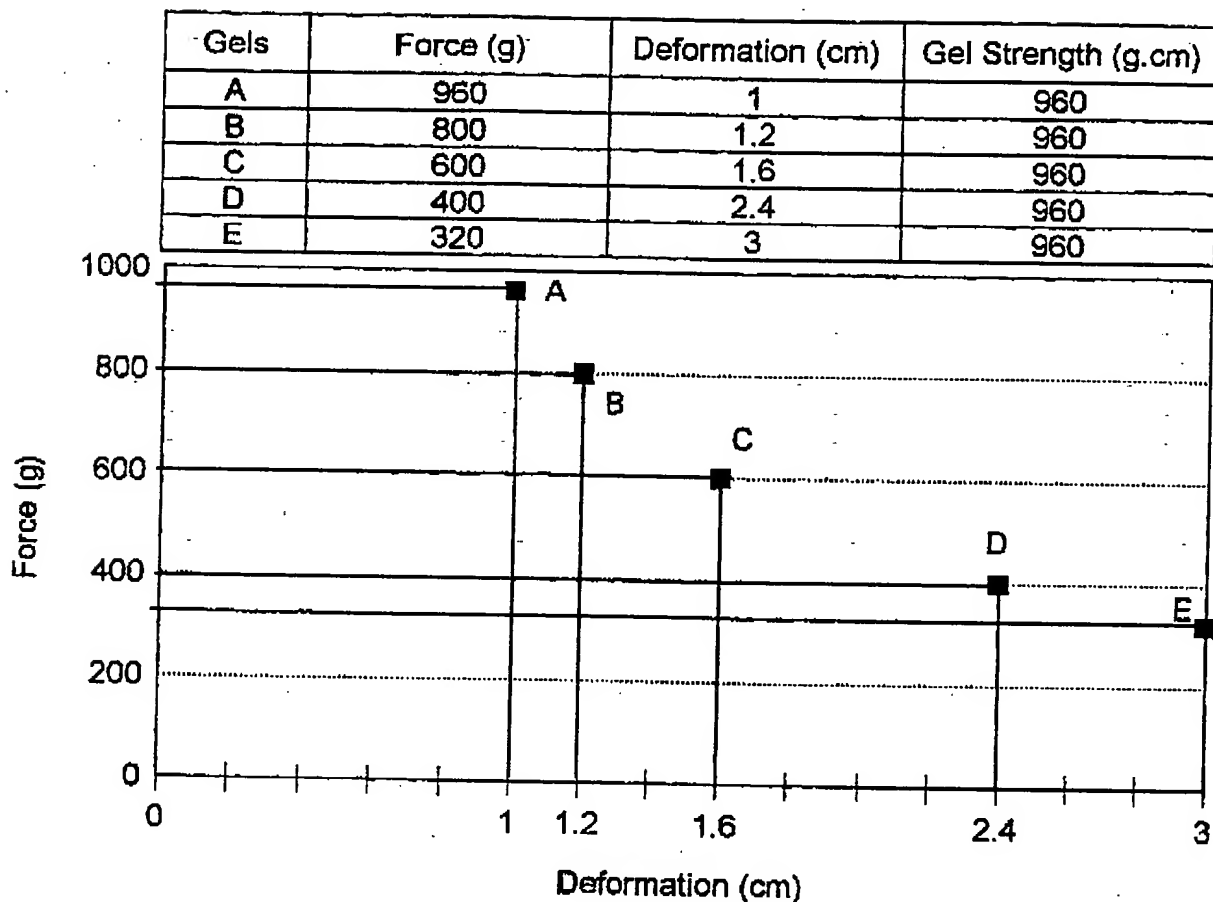 Gels Force (g) Deformation (cm) Gel Strength (g.cm)
A 960 1 960
B 800 1.2 960
C 600 1.6 960
D 400 2.4 960
E 320 3 960
1000
A
800
B
C
600
D
400
E
200
0
0 1 1.2 1.6 2.4 3
Force (g)
Deformation (cm)